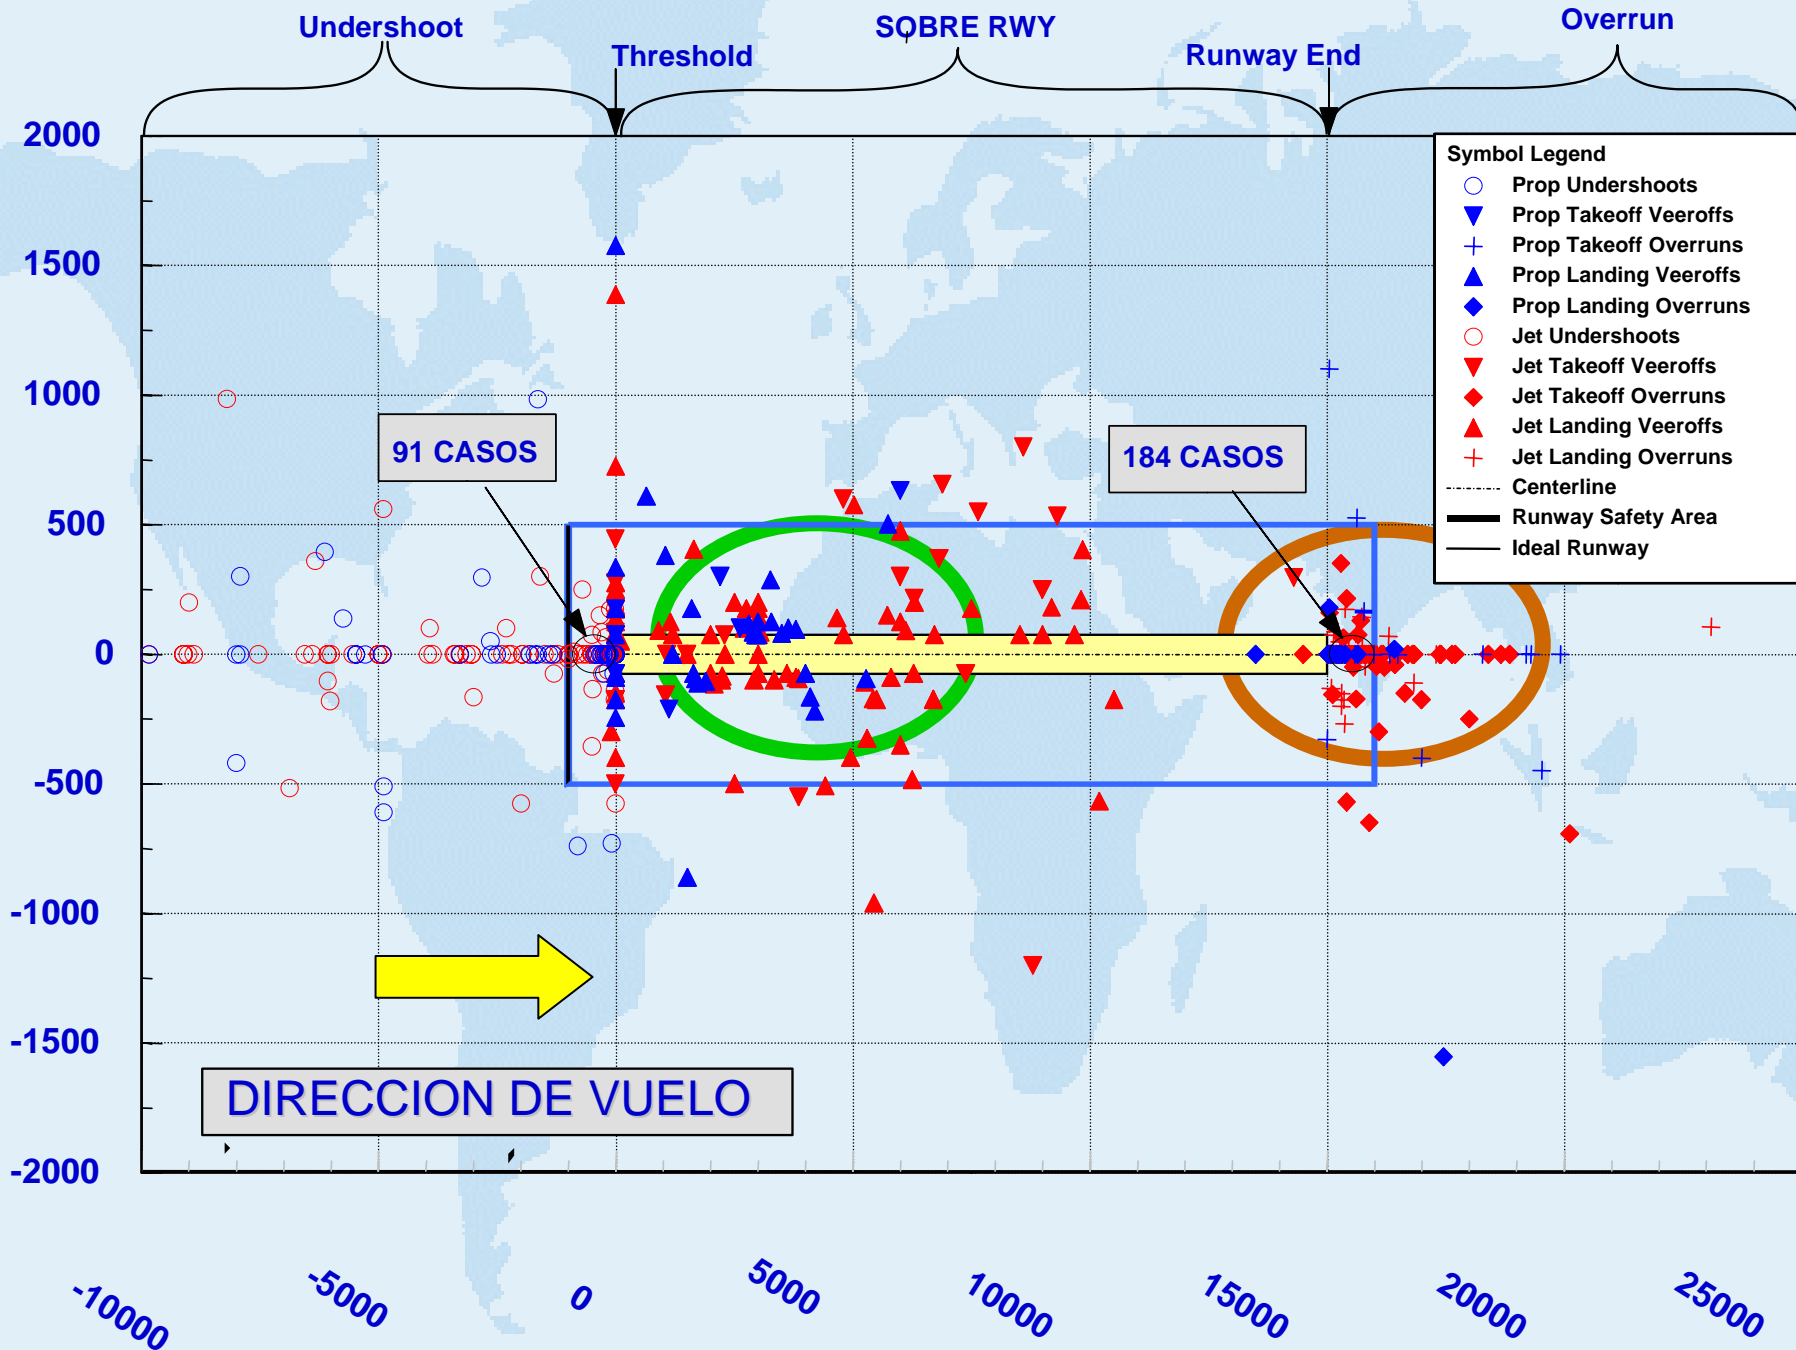 Undershoot
SOBRE RWY
Overrun
Threshold
Runway End
2000
1500
1000
500
0
-500
-1000
-1500
-2000
Symbol Legend
Prop Undershoots
Prop Takeoff Veeroffs
Prop Takeoff Overruns
Prop Landing Veeroffs
Prop Landing Overruns
Jet Undershoots
Jet Takeoff Veeroffs
Jet Takeoff Overruns
Jet Landing Veeroffs
Jet Landing Overruns
Centerline
Runway Safety Area
Ideal Runway
91 CASOS
184 CASOS
DIRECCION DE VUELO
-10000
-5000
0
5000
10000
15000
20000
25000